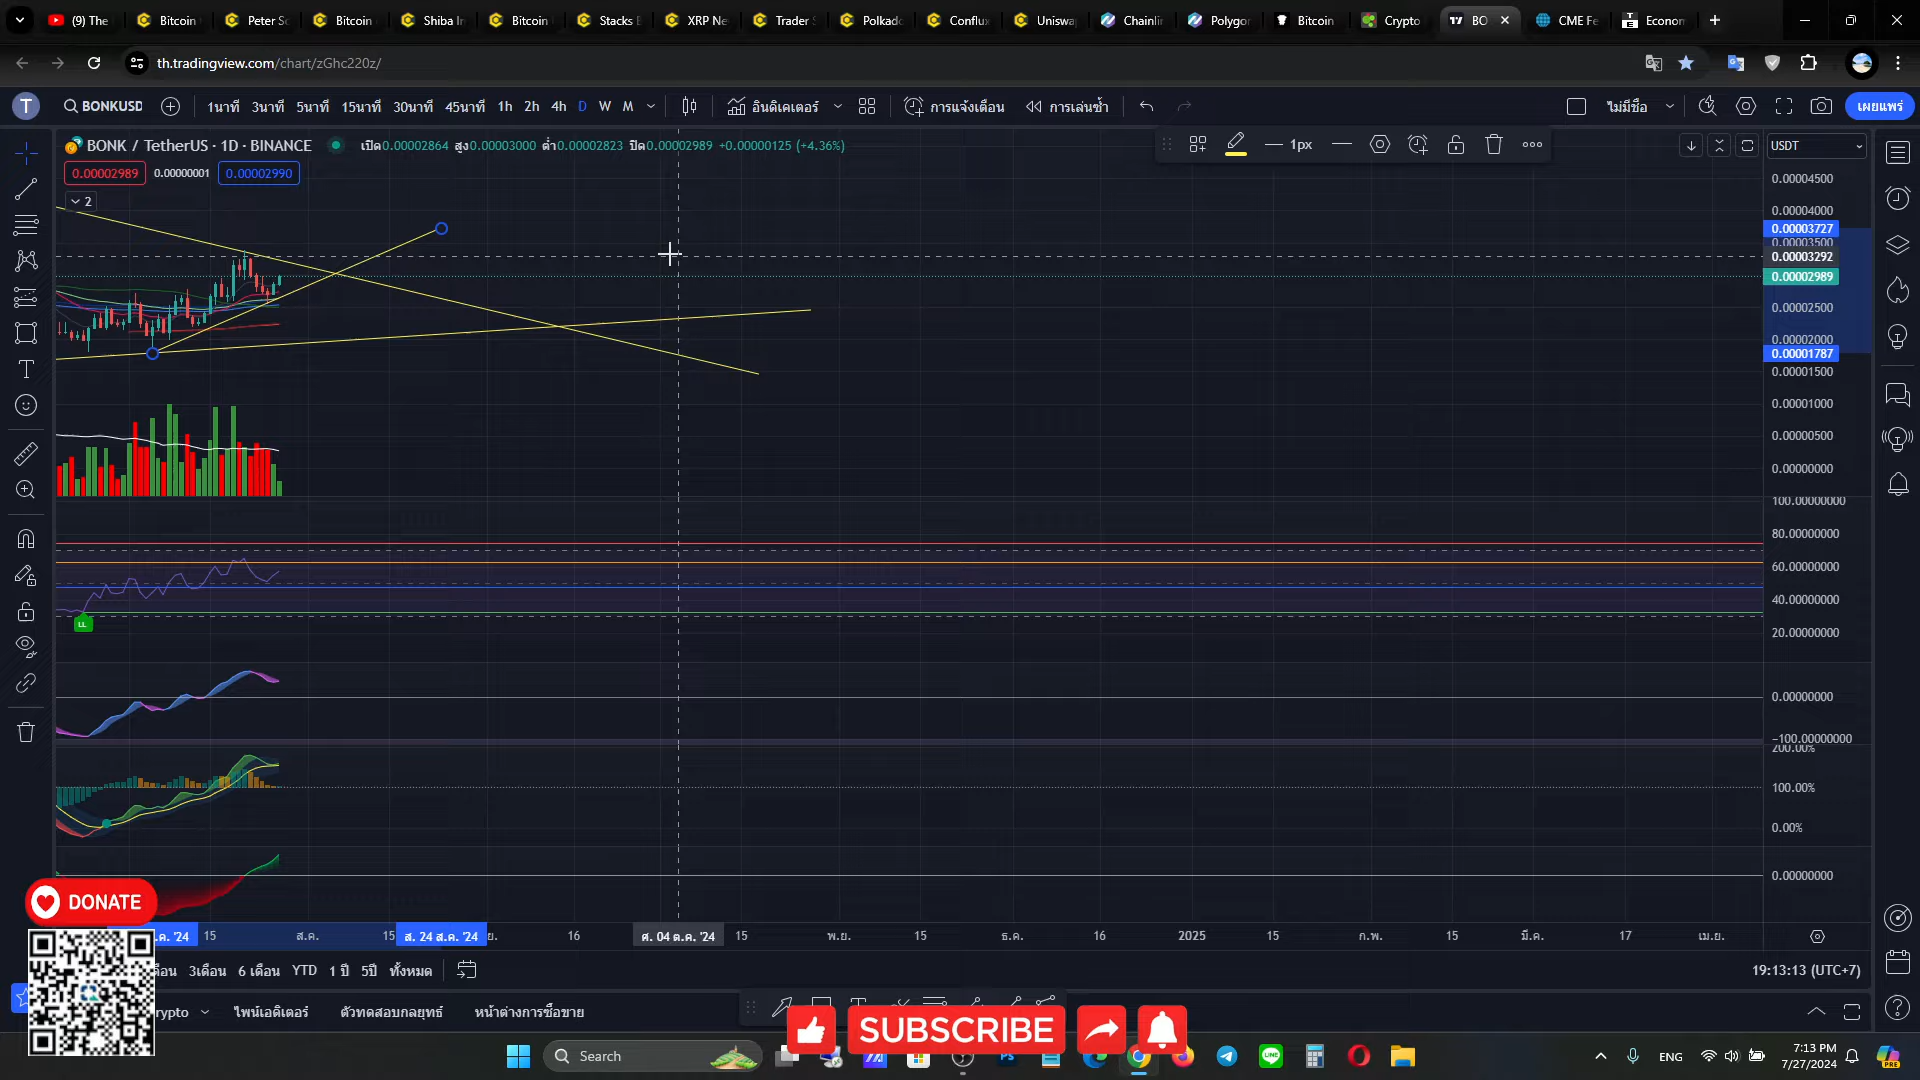 (9) The
Bitcoin
Peter Sc
Bitcoin
Shiba In
Bitcoin
Stacks
XRP Ne
Trader
Polkado
Conflux
Uniswa
Chainlin
Polygon
Bitcoin
Crypto
BO
CME Fe
Econom
th.tradingview.com/chart/zGhc220z/
T
BONKUSD
1นาที 3นาที 5นาที 15นาที 30นาที 45นาที 1h 2h 4h D W M
อินดิเคเตอร์
การแจ้งเตือน
การเล่นซ้ำ
ไม่มีชื่อ
เผยแพร่
BONK / TetherUS · 1D · BINANCE
เปิด0.00002864 สูง0.00003000 ต่ำ0.00002823 ปิด0.00002989 +0.00000125 (+4.36%)
1px
USDT
0.00002989 0.00000001 0.00002990
2
0.00004500
0.00004000
0.00003727
0.00003500
0.00003292
0.00002989
0.00002500
0.00002000
0.00001787
0.00001500
0.00001000
0.00000500
0.00000000
100.00000000
80.00000000
60.00000000
40.00000000
20.00000000
LL
0.00000000
−100.00000000
200.00%
100.00%
0.00%
0.00000000
DONATE
.ค. '24 15 ส.ค. 15 ส. 24 ส.ค. '24 ย. 16 ศ. 04 ต.ค. '24 15 พ.ย. 15 ธ.ค. 16 2025 15 ก.พ. 15 มี.ค. 17 เม.ย.
ดือน 3เดือน 6 เดือน YTD 1 ปี 5ปี ทั้งหมด
19:13:13 (UTC+7)
rypto ไพน์เอดิเตอร์ ตัวทดสอบกลยุทธ์ หน้าต่างการซื้อขาย
SUBSCRIBE
Search
Ps
LINE
ENG
7:13 PM
7/27/2024
PRE